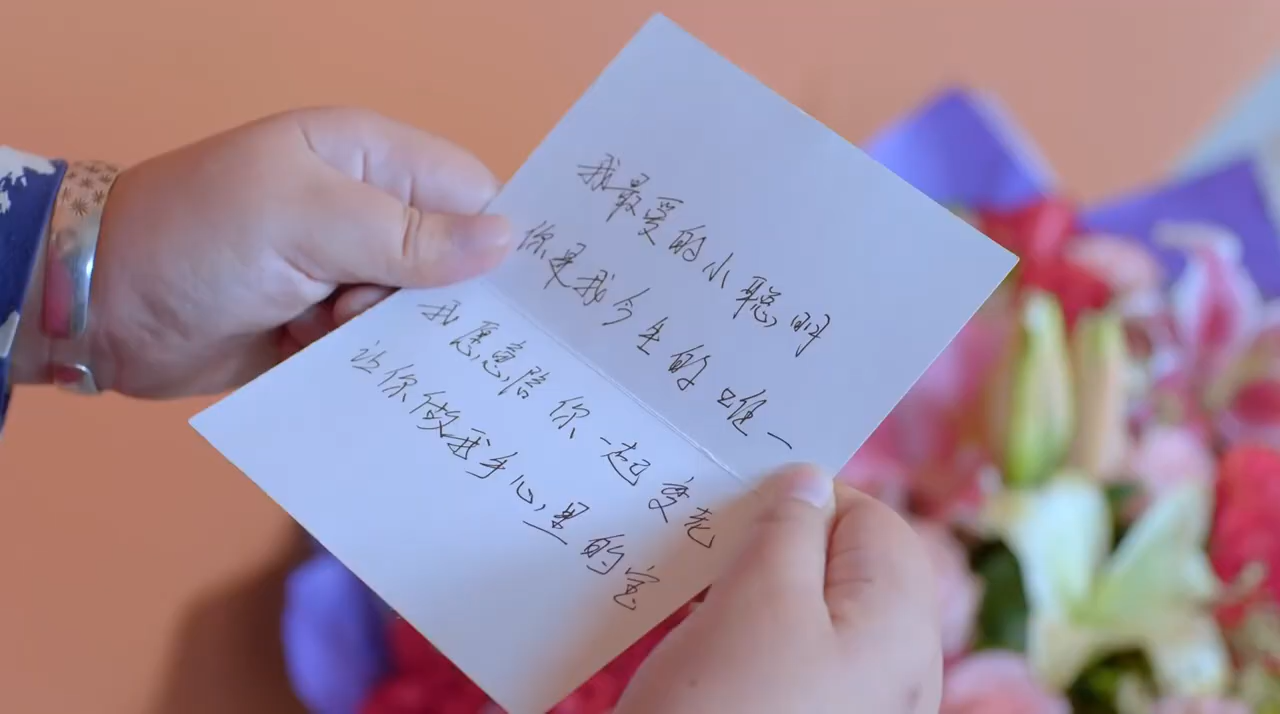 我最爱的小聪明
你是我今生的唯一
我愿意陪你一起变老
让你做我手心里的宝